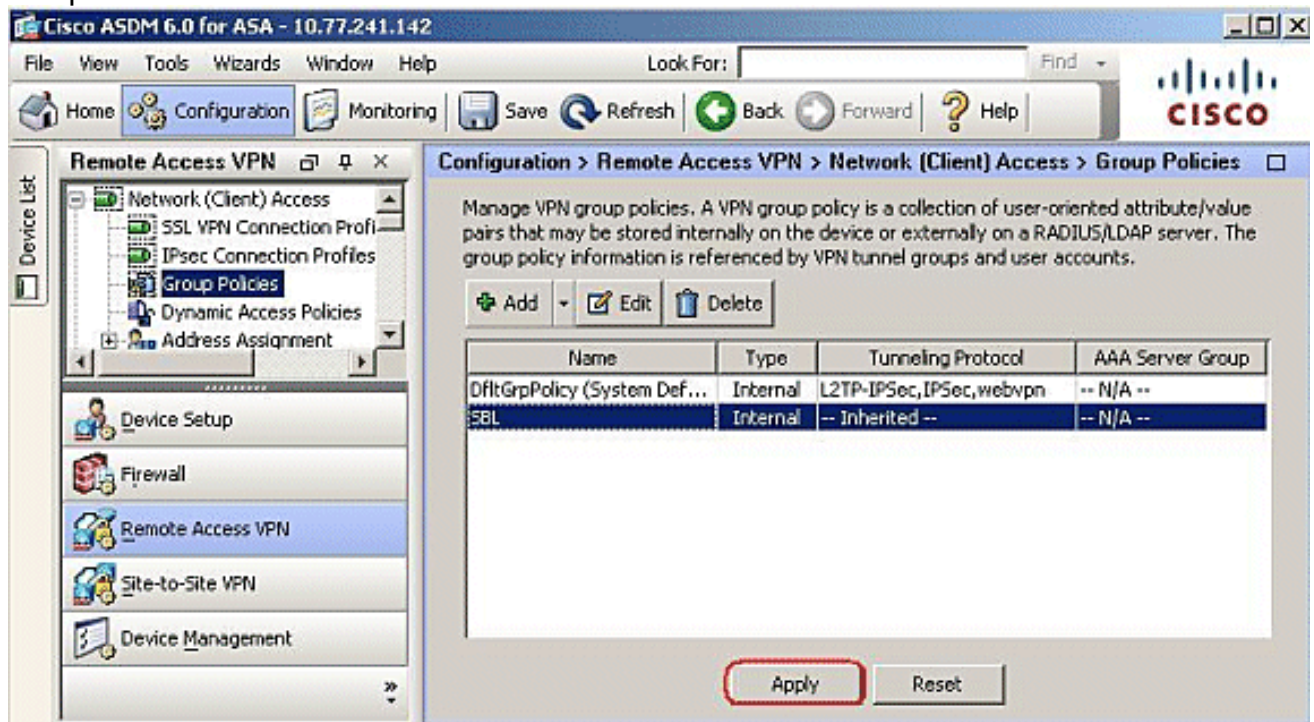 Cisco ASDM 6.0 for ASA - 10.77.241.142
File View Tools Wizards Window Help Look For: Find
Home Configuration Monitoring Save Refresh Back Forward Help
CISCO
Device List
Remote Access VPN
Network (Client) Access
SSL VPN Connection Profi
IPsec Connection Profiles
Group Policies
Dynamic Access Policies
Address Assignment
Device Setup
Firewall
Remote Access VPN
Site-to-Site VPN
Device Management
Configuration > Remote Access VPN > Network (Client) Access > Group Policies
Manage VPN group policies. A VPN group policy is a collection of user-oriented attribute/value
pairs that may be stored internally on the device or externally on a RADIUS/LDAP server. The
group policy information is referenced by VPN tunnel groups and user accounts.
Add Edit Delete
Name Type Tunneling Protocol AAA Server Group
DfltGrpPolicy (System Def... Internal L2TP-IPSec,IPSec,webvpn -- N/A --
SBL Internal -- Inherited -- -- N/A --
Apply Reset